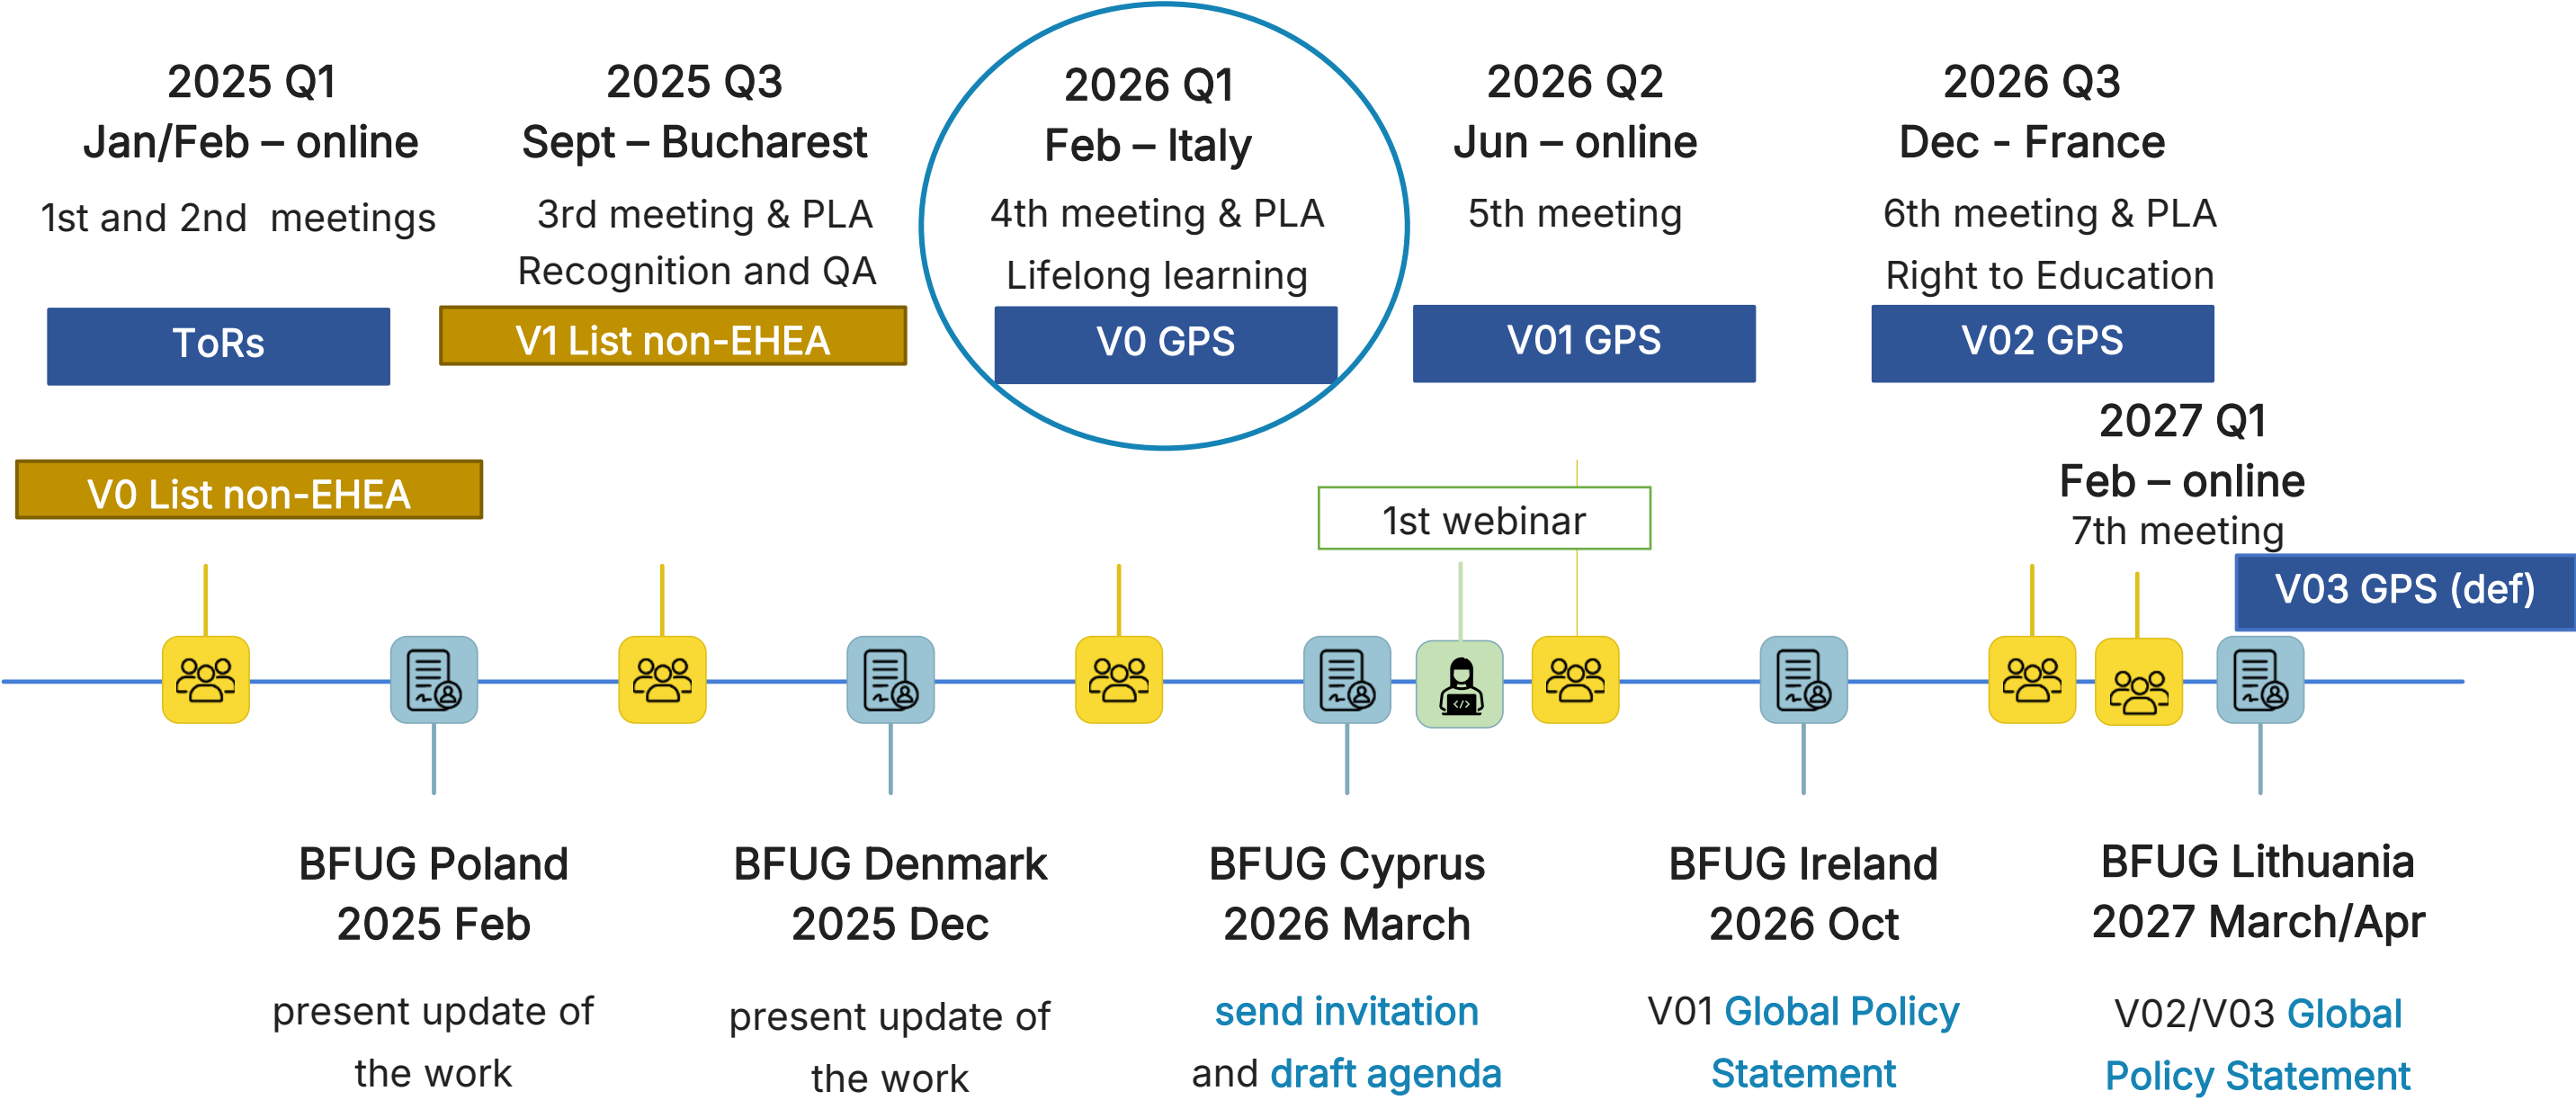 2025 Q1
Jan/Feb – online
1st and 2nd meetings
ToRs
V0 List non-EHEA
2025 Q3
Sept – Bucharest
3rd meeting & PLA
Recognition and QA
V1 List non-EHEA
2026 Q1
Feb – Italy
4th meeting & PLA
Lifelong learning
V0 GPS
2026 Q2
Jun – online
5th meeting
V01 GPS
2026 Q3
Dec - France
6th meeting & PLA
Right to Education
V02 GPS
2027 Q1
Feb – online
7th meeting
V03 GPS (def)
1st webinar
BFUG Poland
2025 Feb
present update of
the work
BFUG Denmark
2025 Dec
present update of
the work
BFUG Cyprus
2026 March
send invitation
and draft agenda
BFUG Ireland
2026 Oct
V01 Global Policy
Statement
BFUG Lithuania
2027 March/Apr
V02/V03 Global
Policy Statement